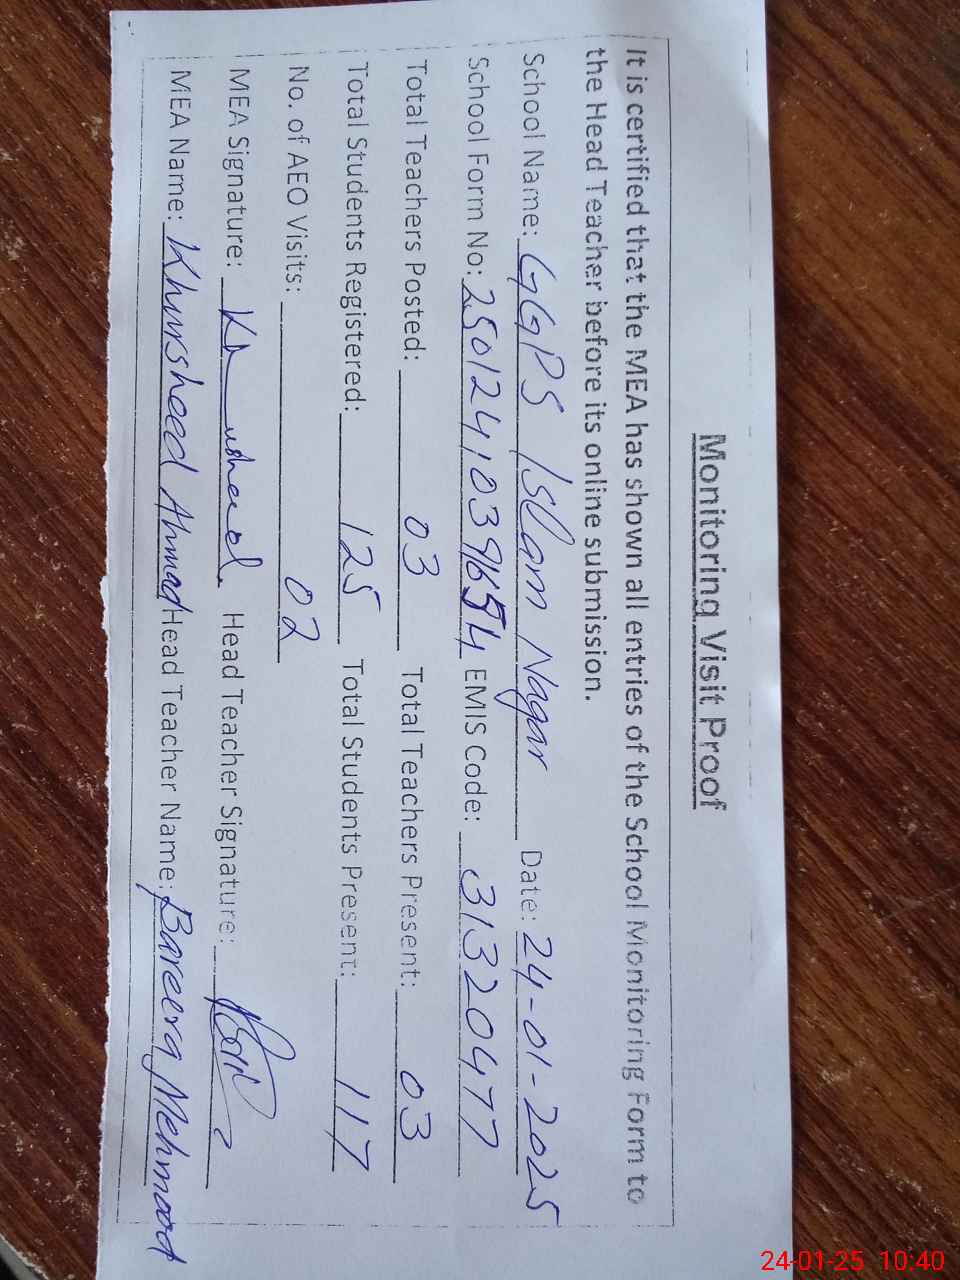 Monitoring Visit Proof
It is certified that the MEA has shown all entries of the School Monitoring Form to
the Head Teacher before its online submission.
School Name: GGPS Islam Nagar Date: 24-01-2025
School Form No: 2501241039654 EMIS Code: 31320477
Total Teachers Posted: 03 Total Teachers Present: 03
Total Students Registered: 125 Total Students Present: 117
No. of AEO Visits: 02
MEA Signature: Head Teacher Signature:
MEA Name: Khursheed Ahmad Head Teacher Name: Bareera Mehmood
24-01-25 10:40